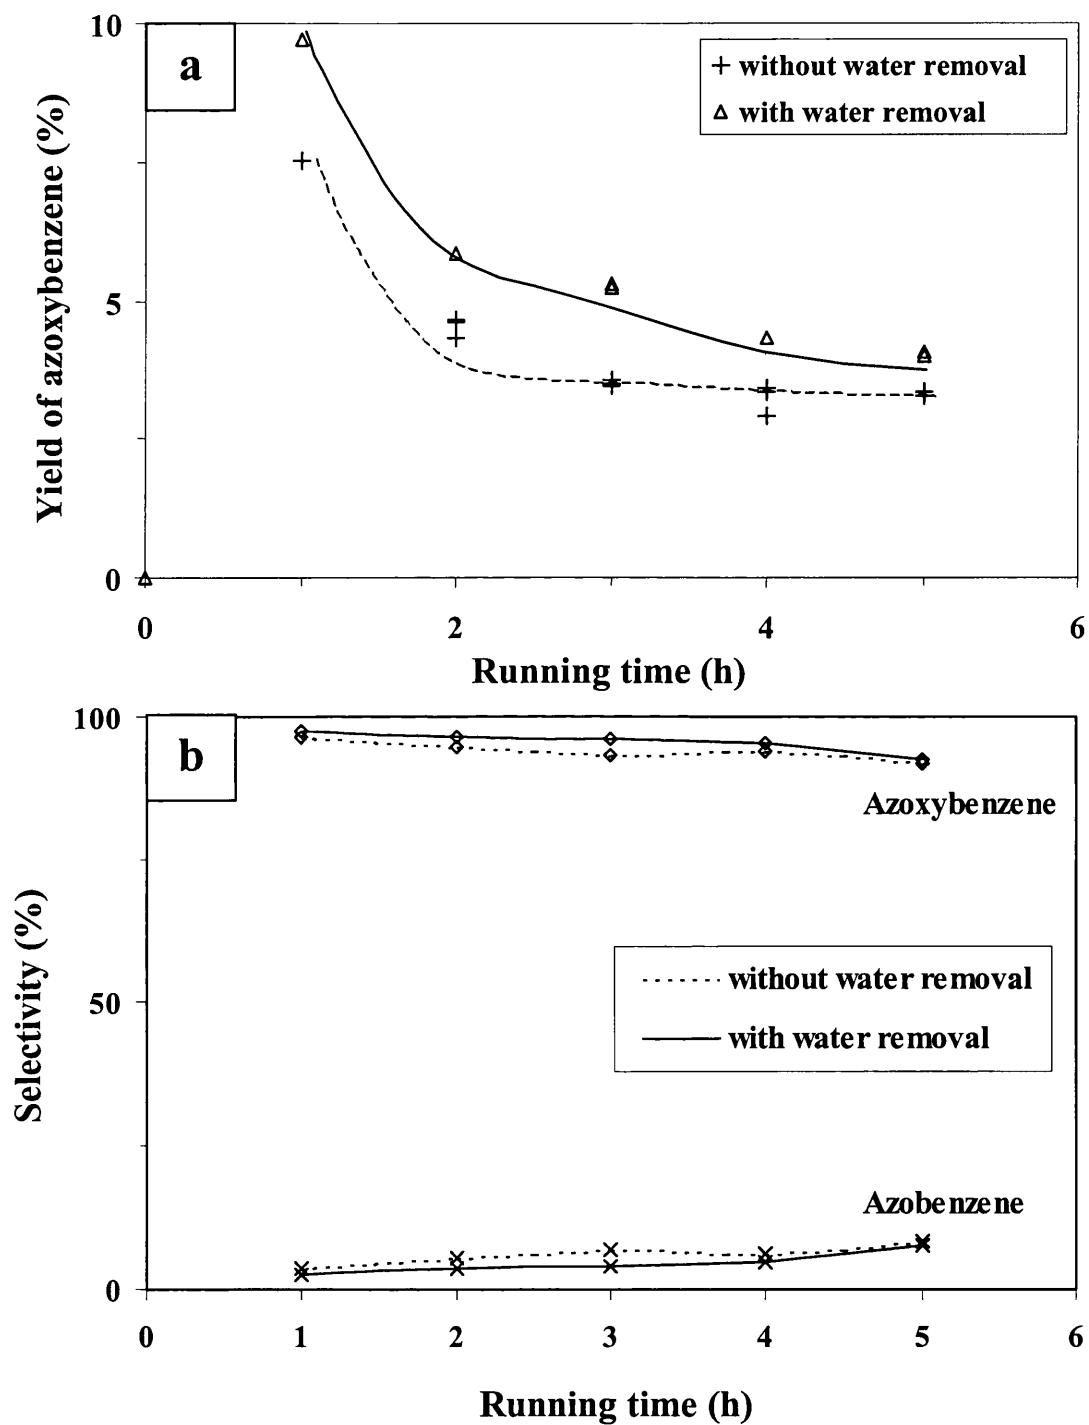 10
a
+ without water removal
△ with water removal
Yield of azoxybenzene (%)
5
0
0 2 4 6
Running time (h)
100
b
Azoxybenzene
Selectivity (%)
without water removal
50
with water removal
Azobenzene
0
0 1 2 3 4 5 6
Running time (h)